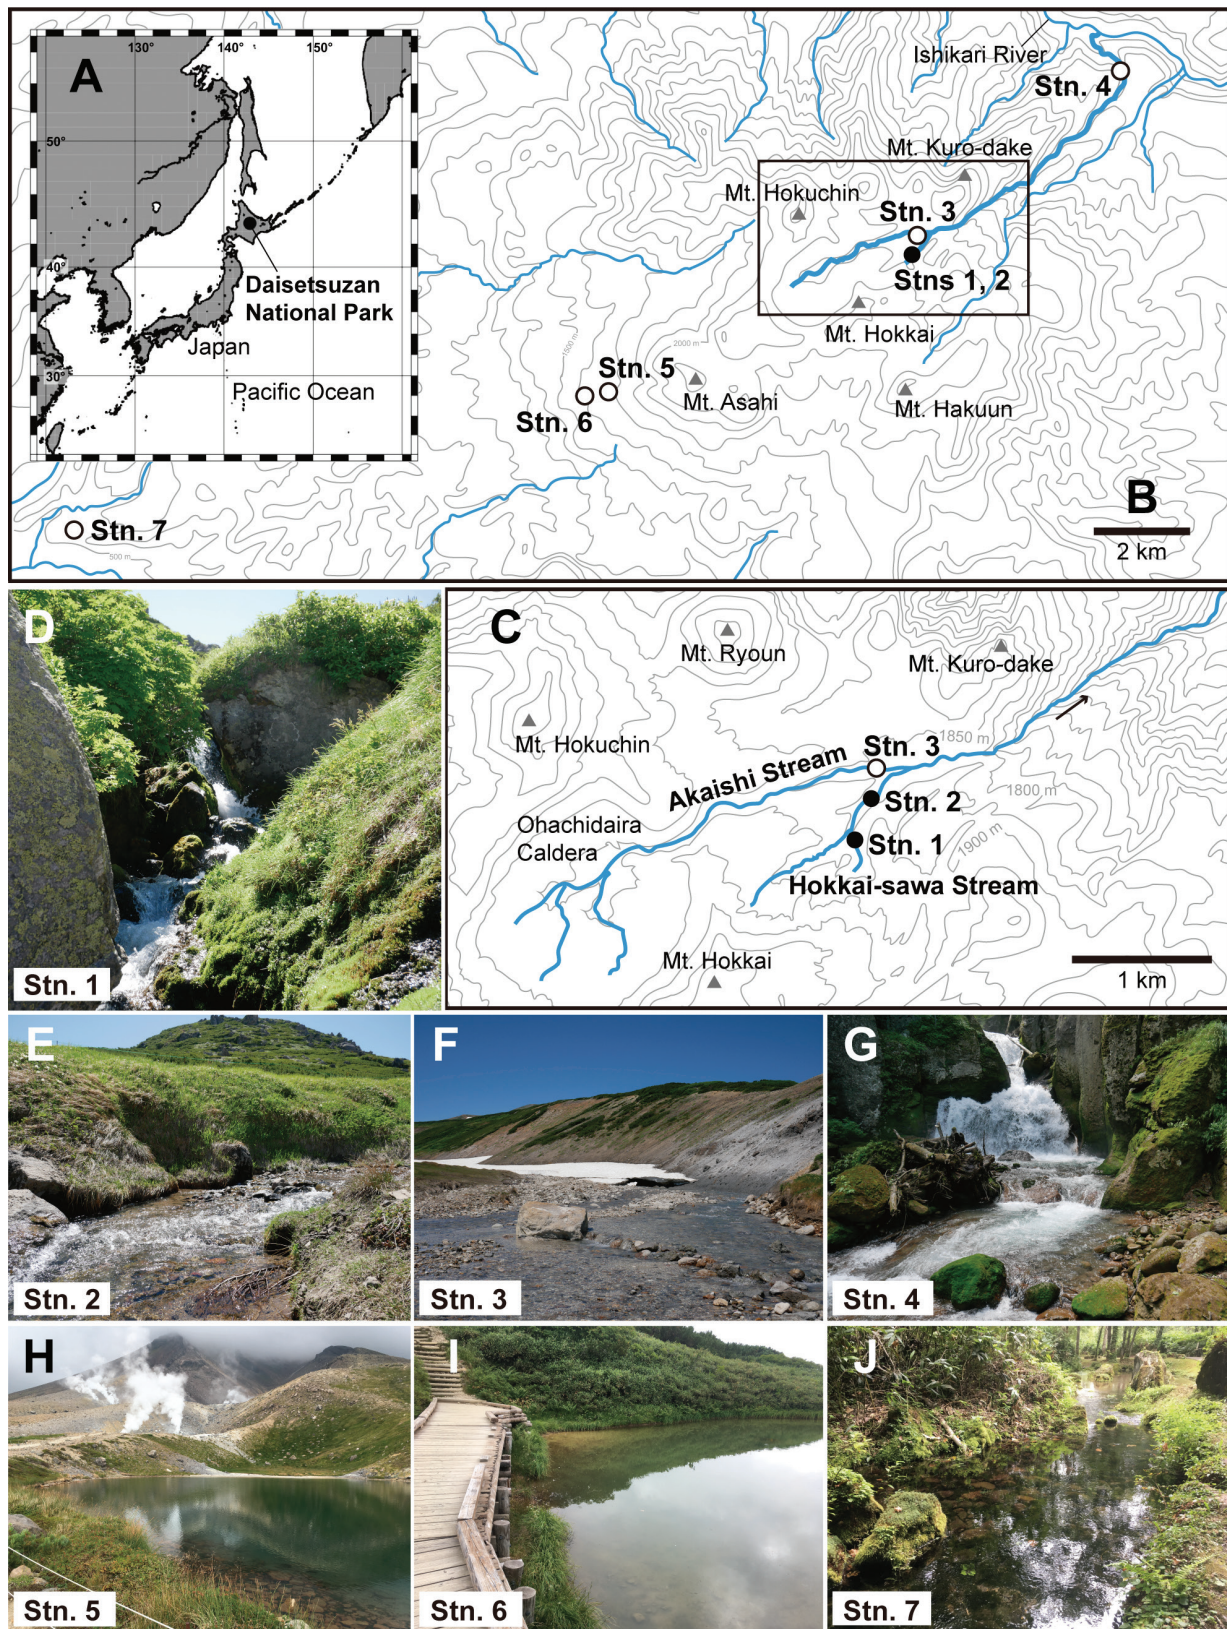 A
130°
140°
150°
50°
40°
30°
Daisetsuzan
National Park
Japan
Pacific Ocean
Ishikari River
Stn. 4
Mt. Kuro-dake
Mt. Hokuchin
Stn. 3
Stns 1, 2
Mt. Hokkai
1500 m
2000 m
Stn. 5
Mt. Asahi
Stn. 6
Mt. Hakuun
B
Stn. 7
500 m
2 km
D
Stn. 1
C
Mt. Ryoun
Mt. Kuro-dake
Mt. Hokuchin
1850 m
Stn. 3
Akaishi Stream
1800 m
Stn. 2
Ohachidaira
Caldera
Stn. 1
1900 m
Hokkai-sawa Stream
Mt. Hokkai
1 km
E
Stn. 2
F
Stn. 3
G
Stn. 4
H
Stn. 5
I
Stn. 6
J
Stn. 7